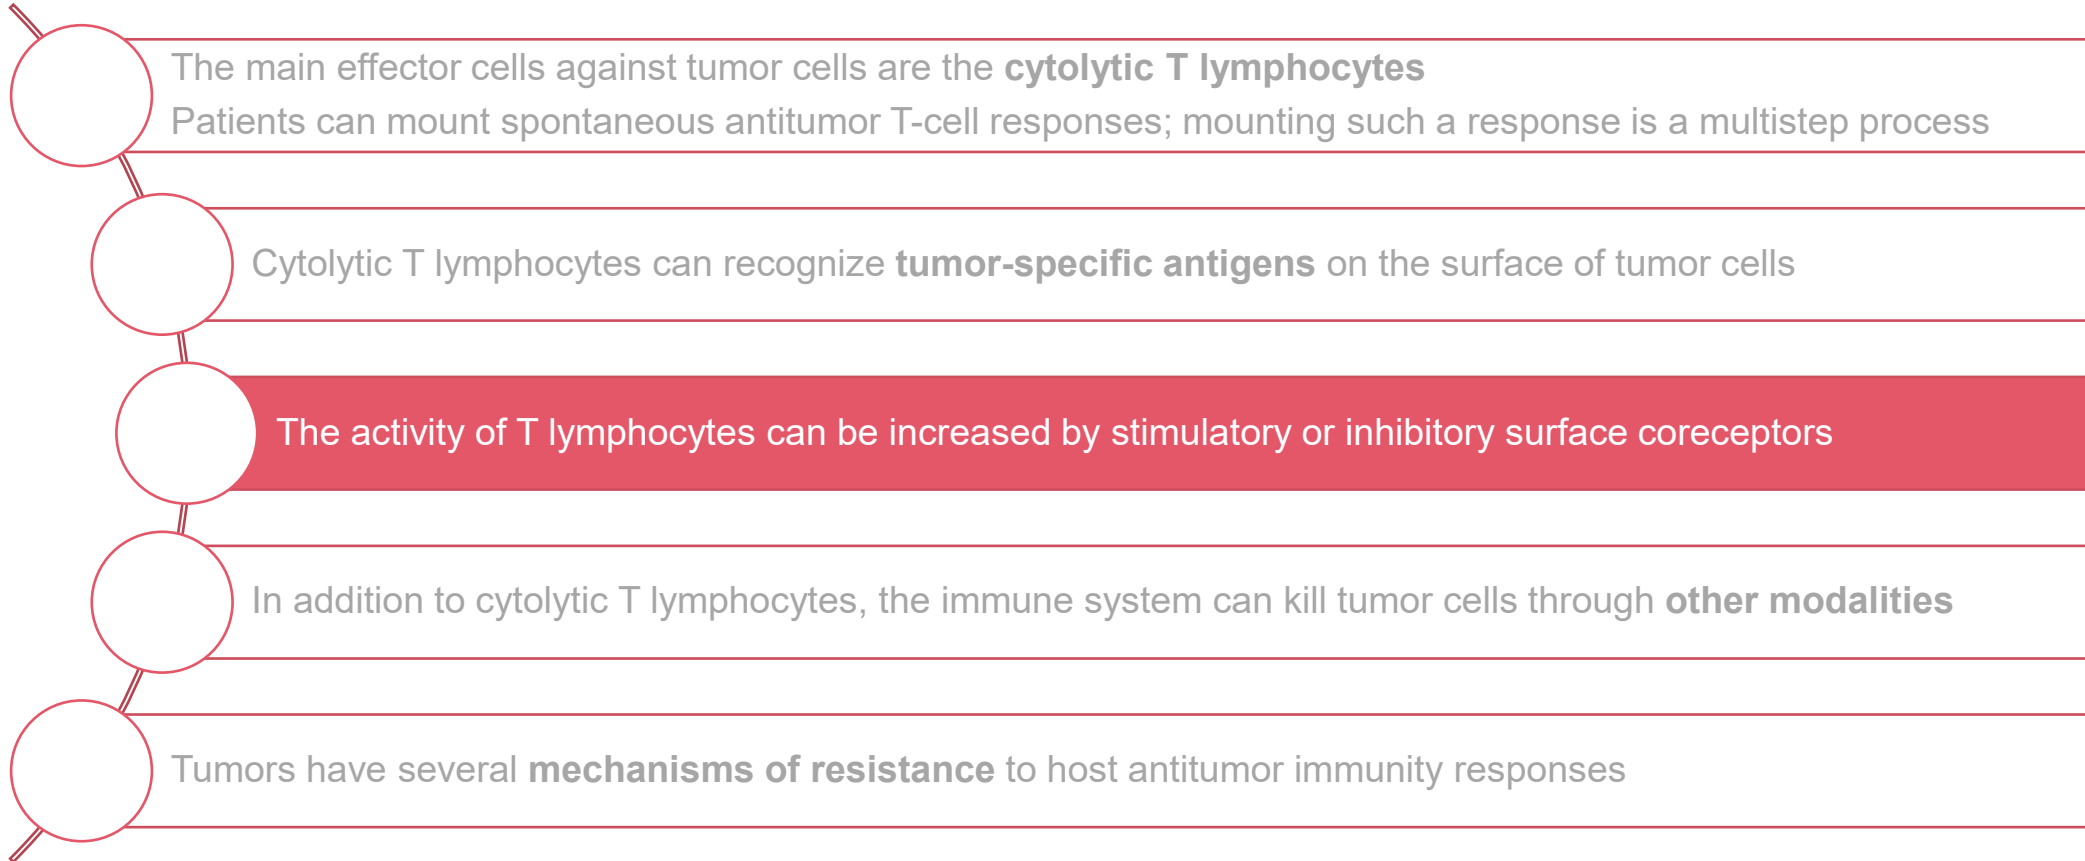 The main effector cells against tumor cells are the cytolytic T lymphocytes
Patients can mount spontaneous antitumor T-cell responses; mounting such a response is a multistep process
Cytolytic T lymphocytes can recognize tumor-specific antigens on the surface of tumor cells
The activity of T lymphocytes can be increased by stimulatory or inhibitory surface coreceptors
In addition to cytolytic T lymphocytes, the immune system can kill tumor cells through other modalities
Tumors have several mechanisms of resistance to host antitumor immunity responses